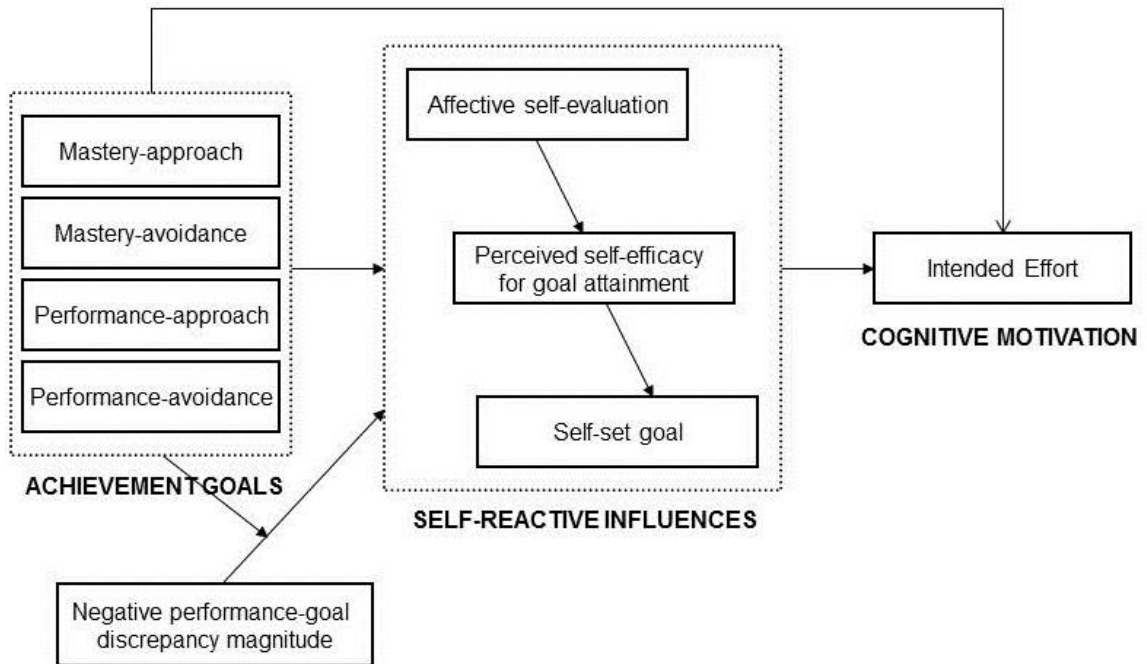 Mastery-approach
Mastery-avoidance
Performance-approach
Performance-avoidance
ACHIEVEMENT GOALS
Affective self-evaluation
Perceived self-efficacy
for goal attainment
Self-set goal
SELF-REACTIVE INFLUENCES
Intended Effort
COGNITIVE MOTIVATION
Negative performance-goal
discrepancy magnitude